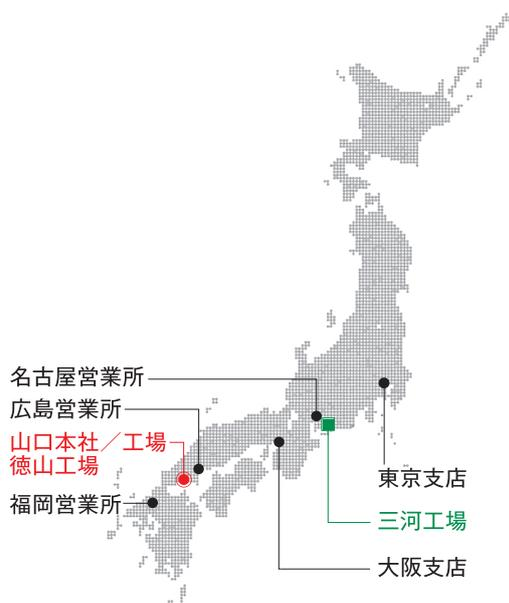 名古屋営業所
広島営業所
山口本社／工場
徳山工場
福岡営業所
東京支店
三河工場
大阪支店